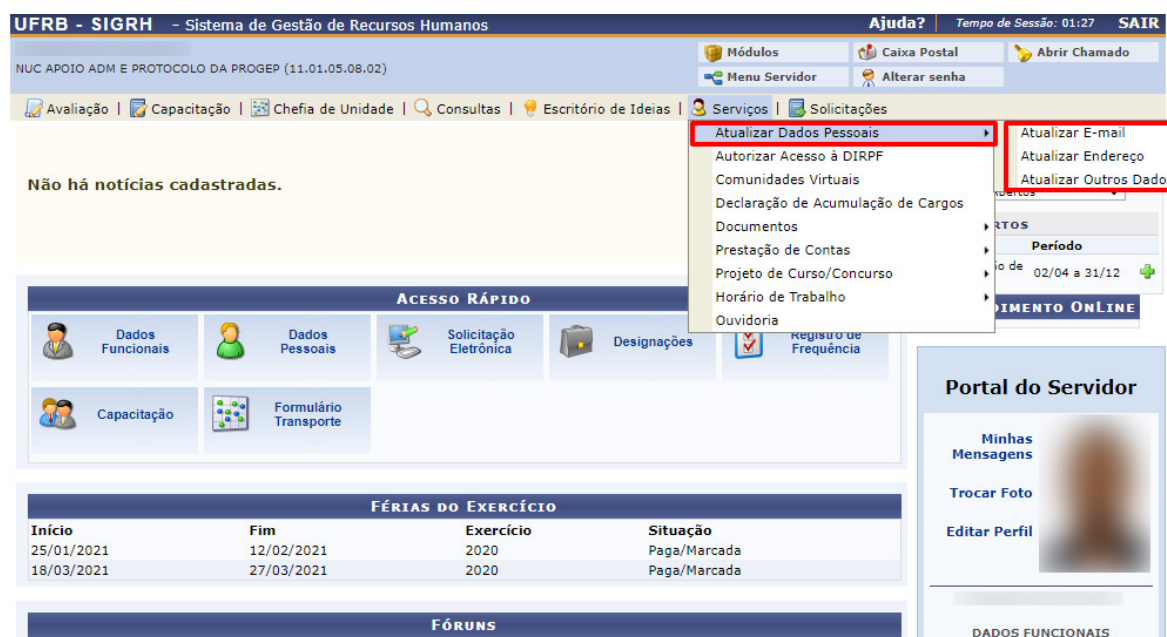 UFRB - SIGRH - Sistema de Gestão de Recursos Humanos
Ajuda? Tempo de Sessão: 01:27 SAIR
NUC APOIO ADM E PROTOCOLO DA PROGEP (11.01.05.08.02)
Módulos Caixa Postal Abrir Chamado
Menu Servidor Alterar senha
Avaliação | Capacitação | Chefia de Unidade | Consultas | Escritório de Ideias | Serviços | Solicitações
Atualizar Dados Pessoais
Autorizar Acesso à DIRPF
Comunidades Virtuais
Declaração de Acumulação de Cargos
Documentos
Prestação de Contas
Projeto de Curso/Concurso
Horário de Trabalho
Ouvidoria
Atualizar E-mail
Atualizar Endereço
Atualizar Outros Dado
Não há notícias cadastradas.
RTOS
Período
de 02/04 a 31/12
DIMENTO ONLINE
ACESSO RÁPIDO
Dados Funcionais
Dados Pessoais
Solicitação Eletrônica
Designações
Registro de Frequência
Capacitação
Formulário Transporte
FÉRIAS DO EXERCÍCIO
Início Fim Exercício Situação
25/01/2021 12/02/2021 2020 Paga/Marcada
18/03/2021 27/03/2021 2020 Paga/Marcada
FÓRUNS
Portal do Servidor
Minhas Mensagens
Trocar Foto
Editar Perfil
DADOS FUNCIONAIS